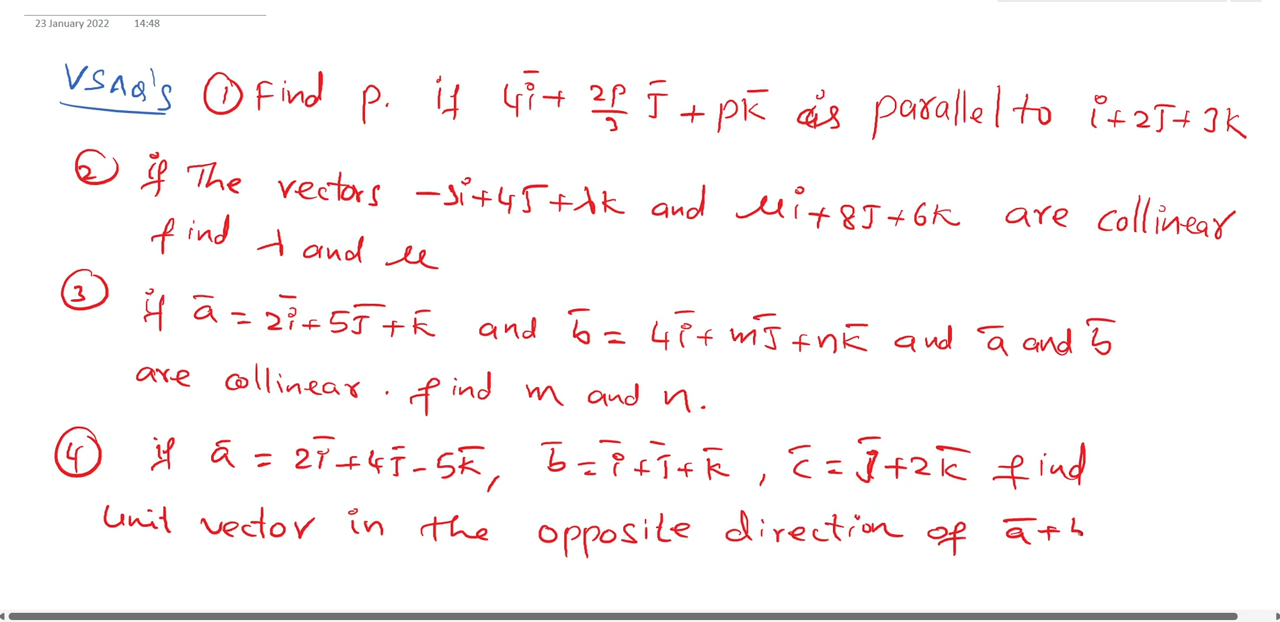 23 January 2022 14:48
VSAQ's ① Find p. if 4i̅ + 2p/3 J̅ + pk̅ is parallel to i+2J+3k
② if The vectors -3i+4J+λk and μi+8J+6k are collinear
find λ and μ
③ if a̅ = 2i̅+5J̅+k̅ and b̅ = 4i̅+mJ̅+nk̅ and a̅ and b̅
are collinear. find m and n.
④ if a̅ = 2i̅+4J̅-5k̅, b̅=i̅+J̅+k̅, c̅=J̅+2k̅ find
unit vector in the opposite direction of a̅+b